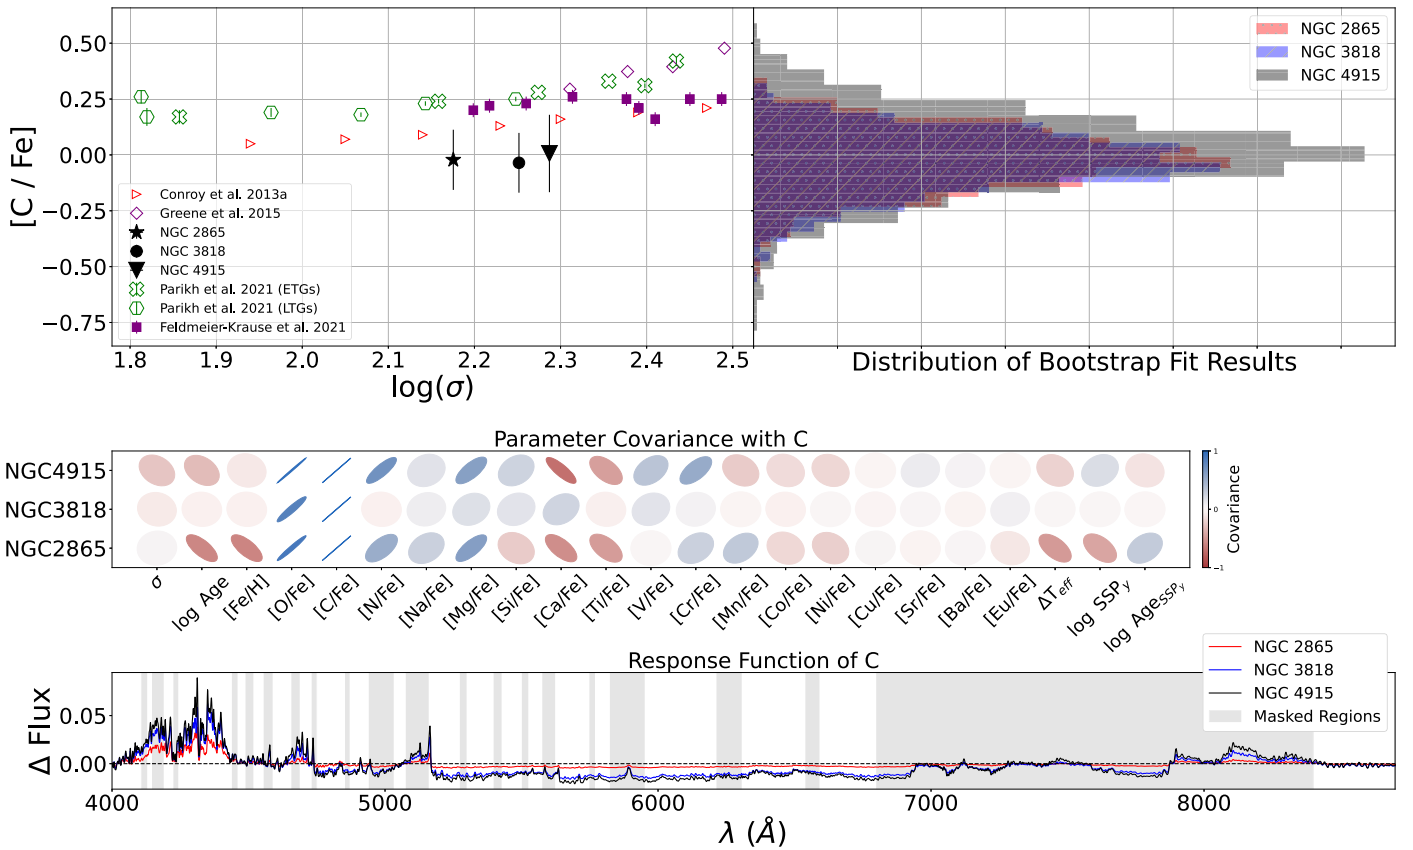 [C / Fe]
0.50
0.25
0.00
−0.25
−0.50
−0.75
Conroy et al. 2013a
Greene et al. 2015
NGC 2865
NGC 3818
NGC 4915
Parikh et al. 2021 (ETGs)
Parikh et al. 2021 (LTGs)
Feldmeier-Krause et al. 2021
1.8 1.9 2.0 2.1 2.2 2.3 2.4 2.5
log(σ)
NGC 2865
NGC 3818
NGC 4915
Distribution of Bootstrap Fit Results
Parameter Covariance with C
NGC4915
NGC3818
NGC2865
σ
log Age
[Fe/H]
[O/Fe]
[C/Fe]
[N/Fe]
[Na/Fe]
[Mg/Fe]
[Si/Fe]
[Ca/Fe]
[Ti/Fe]
[V/Fe]
[Cr/Fe]
[Mn/Fe]
[Co/Fe]
[Ni/Fe]
[Cu/Fe]
[Sr/Fe]
[Ba/Fe]
[Eu/Fe]
ΔT_eff
log SSP_y
log Age_SSP_y
1
0
−1
Covariance
Response Function of C
Δ Flux
0.05
0.00
NGC 2865
NGC 3818
NGC 4915
Masked Regions
4000 5000 6000 7000 8000
λ (Å)